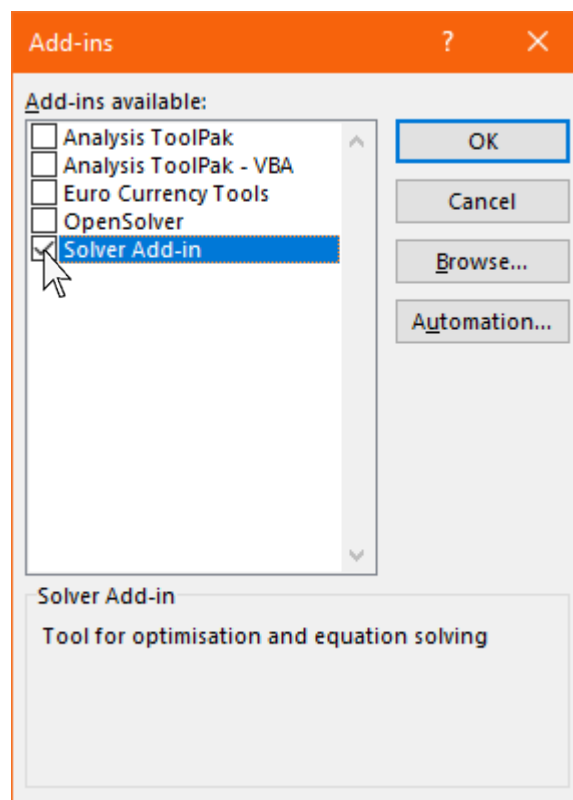 Add-ins ?
Add-ins available:
Analysis ToolPak
Analysis ToolPak - VBA
Euro Currency Tools
OpenSolver
Solver Add-in
OK
Cancel
Browse...
Automation...
Solver Add-in
Tool for optimisation and equation solving